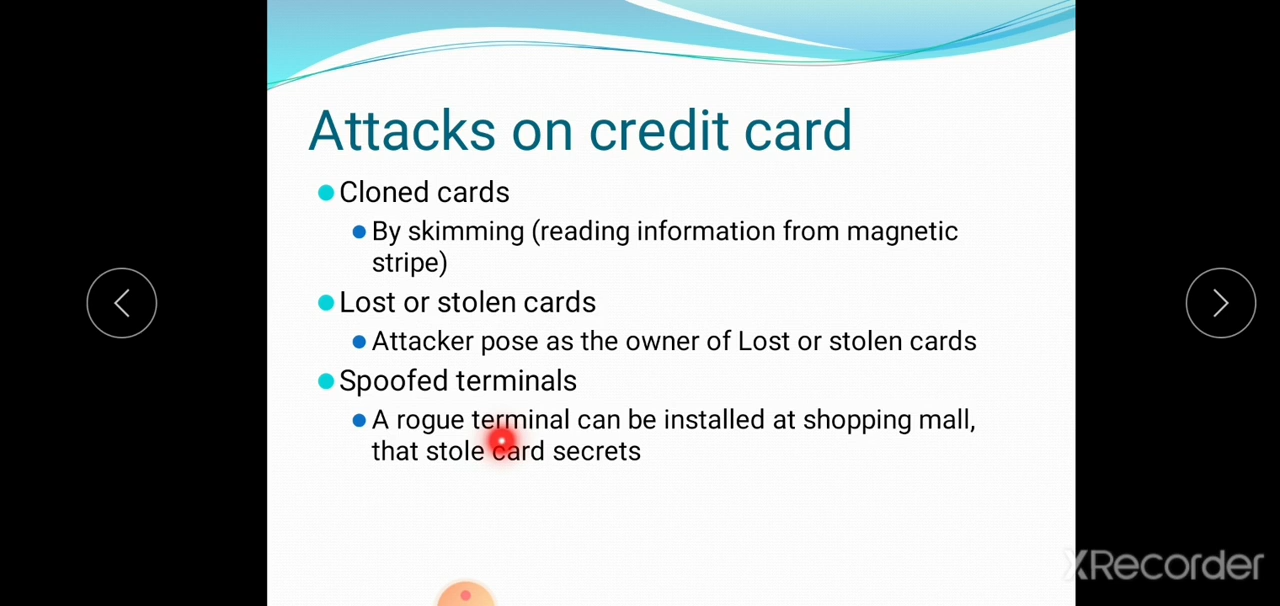 Attacks on credit card
Cloned cards
By skimming (reading information from magnetic
stripe)
Lost or stolen cards
Attacker pose as the owner of Lost or stolen cards
Spoofed terminals
A rogue terminal can be installed at shopping mall,
that stole card secrets
XRecorder